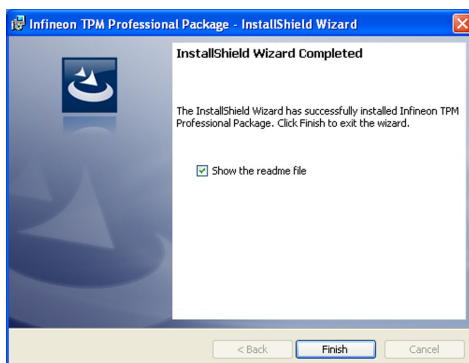 Infineon TPM Professional Package - InstallShield Wizard
InstallShield Wizard Completed
The InstallShield Wizard has successfully installed Infineon TPM
Professional Package. Click Finish to exit the wizard.
Show the readme file
< Back
Finish
Cancel